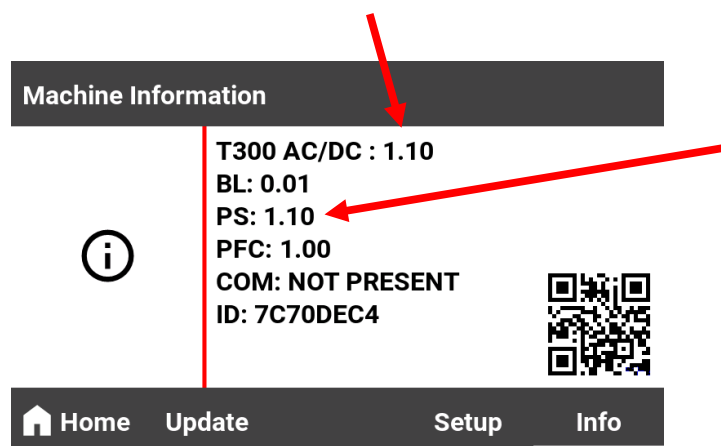 Machine Information
T300 AC/DC : 1.10
BL: 0.01
PS: 1.10
PFC: 1.00
COM: NOT PRESENT
ID: 7C70DEC4
Home Update Setup Info